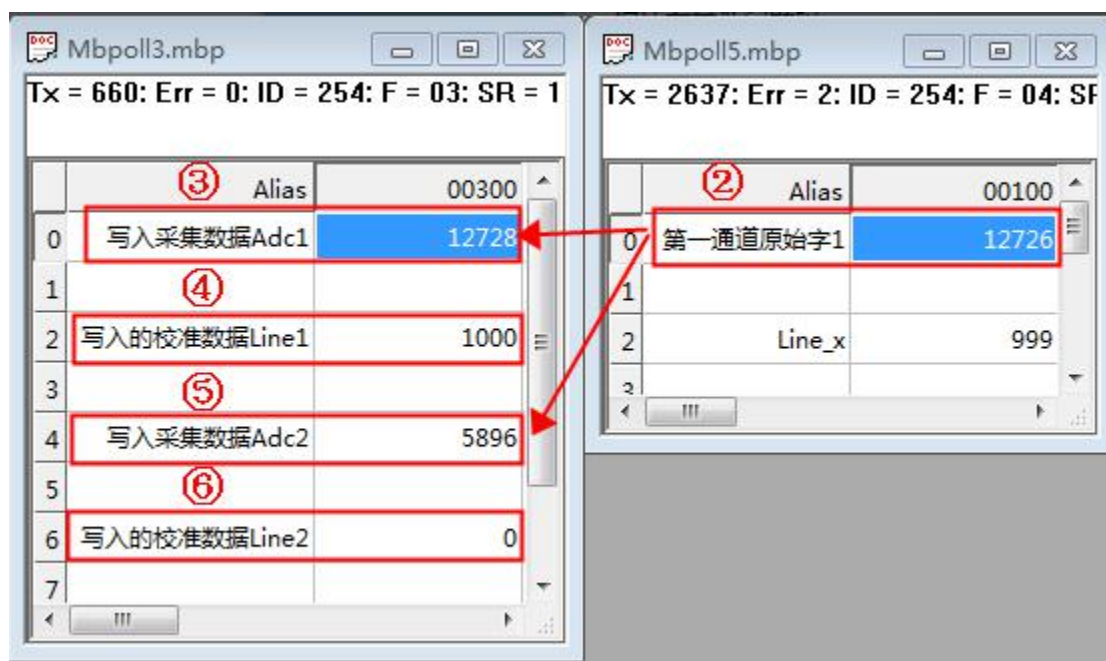 Mbpoll3.mbp
Tx = 660: Err = 0: ID = 254: F = 03: SR = 1
③ Alias 00300
0 写入采集数据Adc1 12728
1 ④
2 写入的校准数据Line1 1000
3 ⑤
4 写入采集数据Adc2 5896
5 ⑥
6 写入的校准数据Line2 0
7
Mbpoll5.mbp
Tx = 2637: Err = 2: ID = 254: F = 04: SR
② Alias 00100
0 第一通道原始字1 12726
1
2 Line_x 999
3